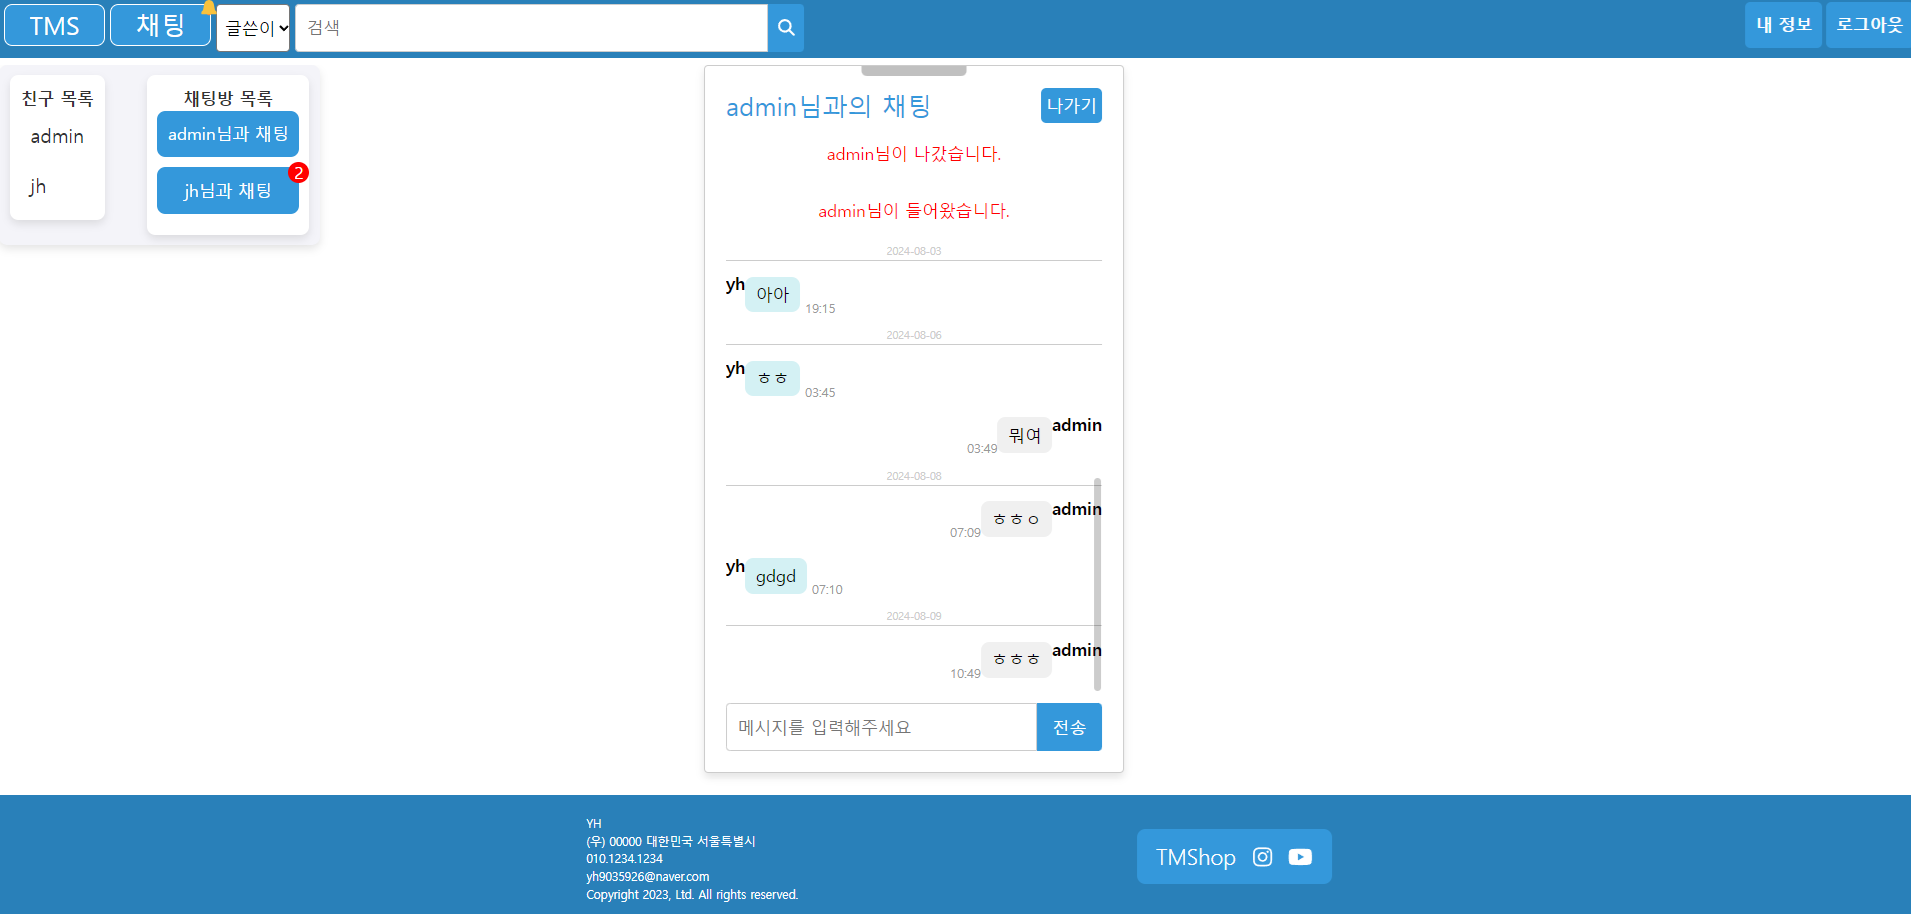 TMS 채팅 글쓴이 검색 내 정보 로그아웃
친구 목록
admin
jh
채팅방 목록
admin님과 채팅
2
jh님과 채팅
admin님과의 채팅 나가기
admin님이 나갔습니다.
admin님이 들어왔습니다.
2024-08-03
yh 아아 19:15
2024-08-06
yh ㅎㅎ 03:45
03:49 뭐여 admin
2024-08-08
07:09 ㅎㅎㅇ admin
yh gdgd 07:10
2024-08-09
10:49 ㅎㅎㅎ admin
메시지를 입력해주세요 전송
YH
(우) 00000 대한민국 서울특별시
010.1234.1234
yh9035926@naver.com
Copyright 2023, Ltd. All rights reserved.
TMShop